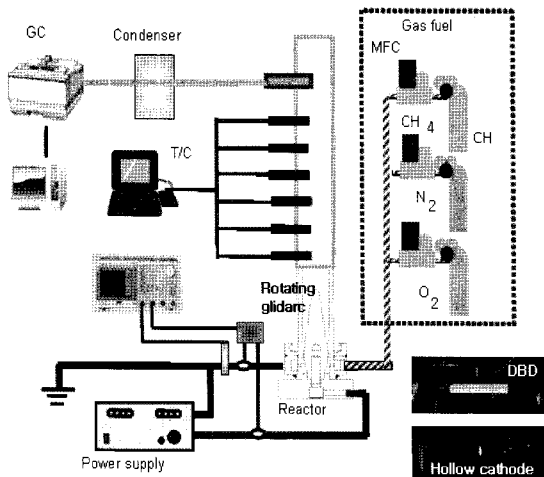 GC
Condenser
Gas fuel
MFC
CH 4
CH
T/C
N 2
O 2
Rotating
glidarc
DBD
Reactor
Power supply
Hollow cathode